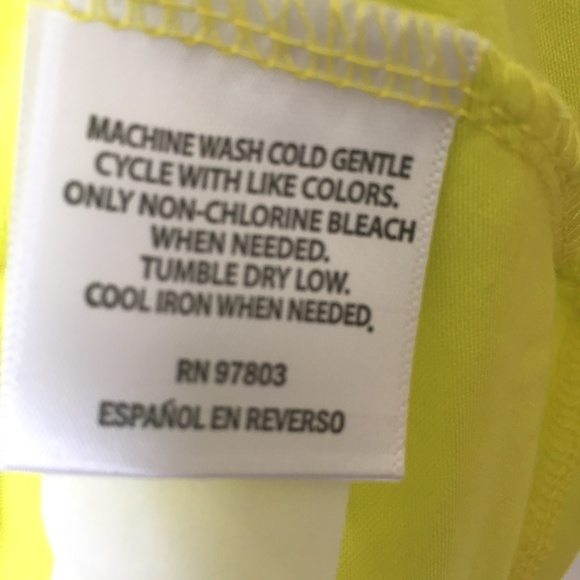 MACHINE WASH COLD GENTLE
CYCLE WITH LIKE COLORS.
ONLY NON-CHLORINE BLEACH
WHEN NEEDED.
TUMBLE DRY LOW.
COOL IRON WHEN NEEDED.
RN 97803
ESPAÑOL EN REVERSO